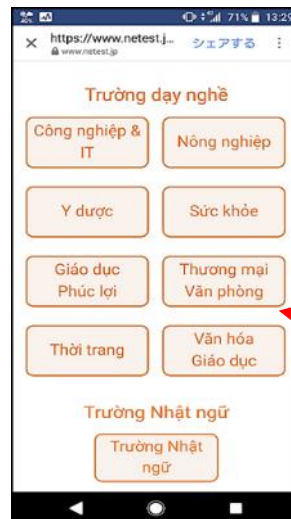 71% 13:29
https://www.netest.j...
シェアする
www.netest.jp
Trường dạy nghề
Công nghiệp &
IT
Nông nghiệp
Y dược
Sức khỏe
Giáo dục
Phúc lợi
Thương mại
Văn phòng
Thời trang
Văn hóa
Giáo dục
Trường Nhật ngữ
Trường Nhật
ngữ